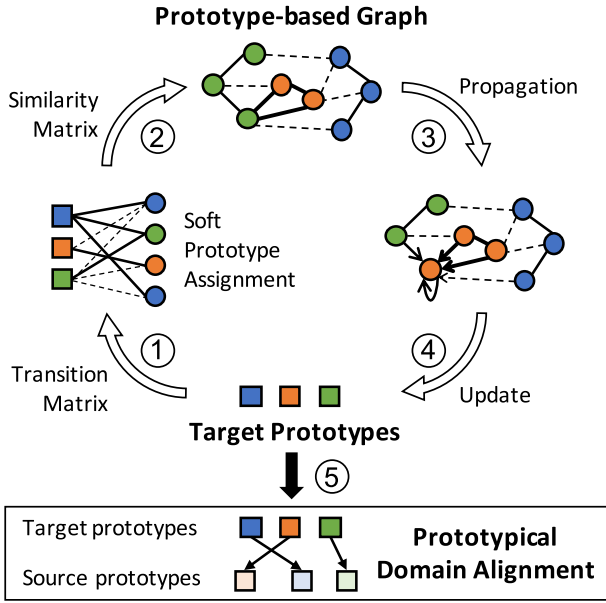 Prototype-based Graph
Similarity
Matrix
②
Propagation
③
Soft
Prototype
Assignment
①
Transition
Matrix
④
Update
Target Prototypes
⑤
Target prototypes
Source prototypes
Prototypical
Domain Alignment